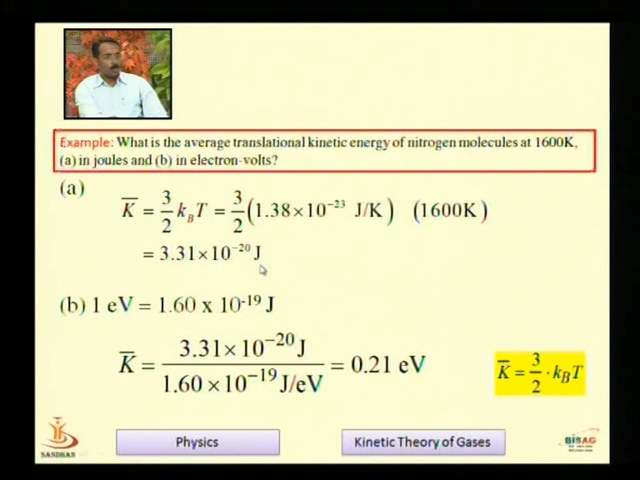 Example: What is the average translational kinetic energy of nitrogen molecules at 1600K,
(a) in joules and (b) in electron-volts?
(a)
K̅ = 3/2 k_B T = 3/2 (1.38×10⁻²³ J/K) (1600K)
= 3.31×10⁻²⁰ J
(b) 1 eV = 1.60 x 10⁻¹⁹ J
K̅ = 3.31×10⁻²⁰ J / 1.60×10⁻¹⁹ J/eV = 0.21 eV
K̅ = 3/2 · k_B T
SANDHAN
Physics
Kinetic Theory of Gases
BISAG